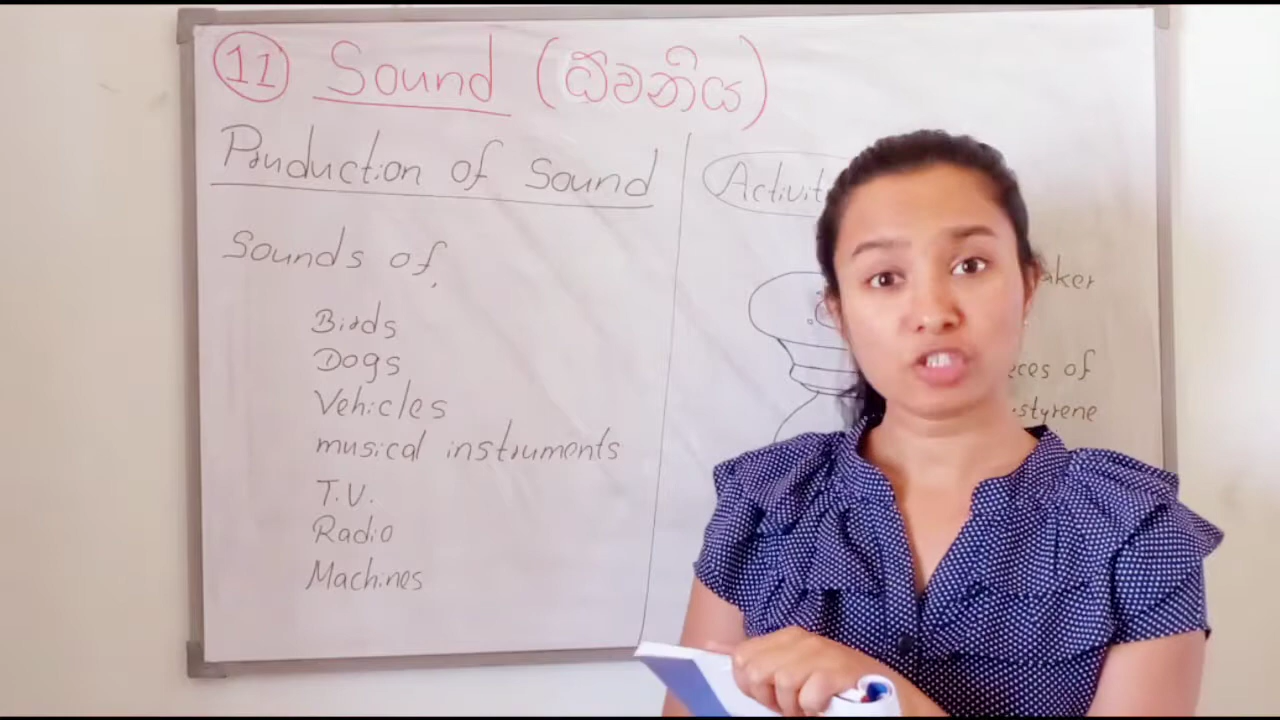 11 Sound (ධ්වනිය)
Production of Sound
Sounds of,
Birds
Dogs
Vehicles
musical instruments
T.V.
Radio
Machines